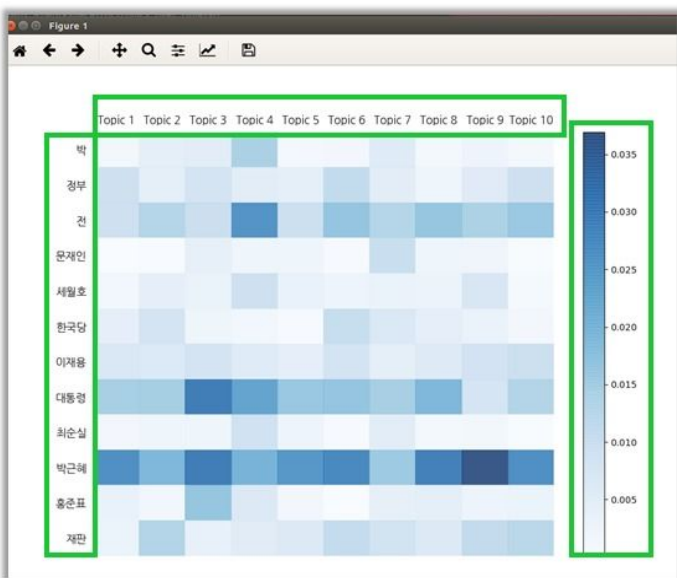 Figure 1
Topic 1 Topic 2 Topic 3 Topic 4 Topic 5 Topic 6 Topic 7 Topic 8 Topic 9 Topic 10
박
정부
전
문재인
세월호
한국당
이재용
대통령
최순실
박근혜
홍준표
재판
0.035
0.030
0.025
0.020
0.015
0.010
0.005